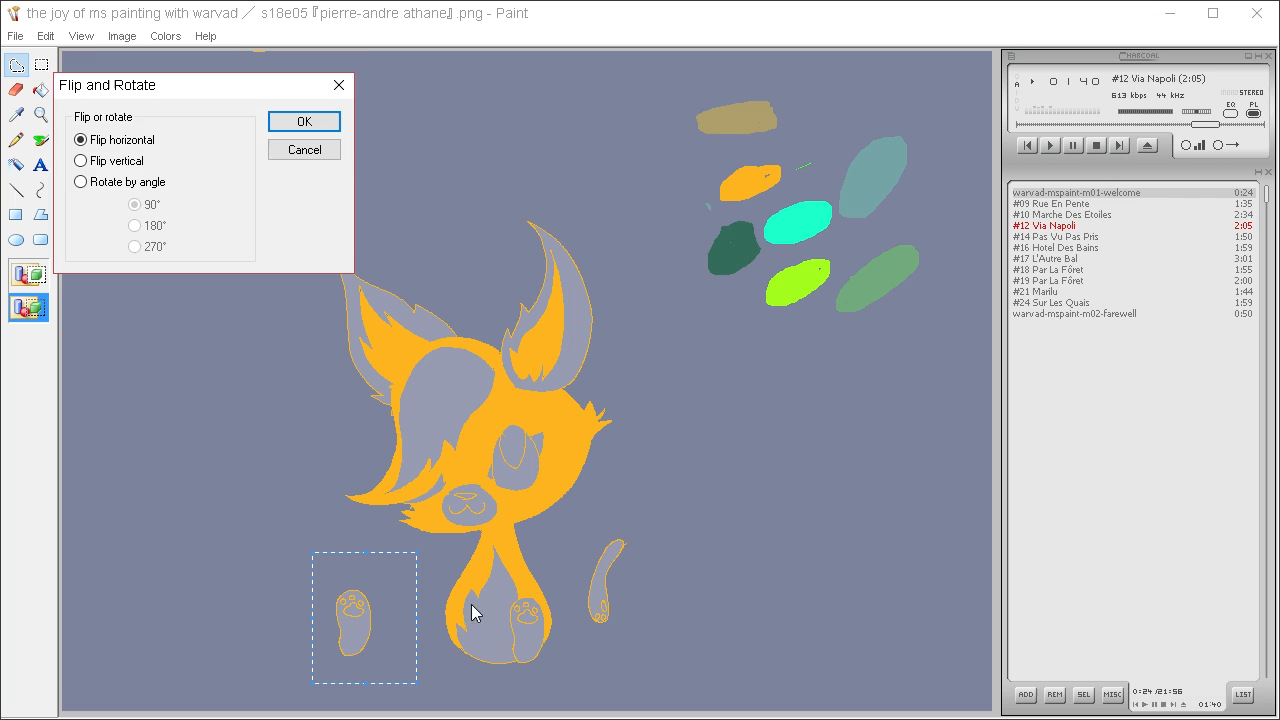 the joy of ms painting with warvad ╱ s18e05『pierre-andre athane』.png - Paint
File Edit View Image Colors Help
Flip and Rotate
Flip or rotate
Flip horizontal
Flip vertical
Rotate by angle
90°
180°
270°
OK
Cancel
CHARCOAL
01:40
#12 Via Napoli (2:05)
613 kbps 44 kHz
MONO STEREO
EQ PL
warvad-mspaint-m01-welcome 0:24
#09 Rue En Pente 1:35
#10 Marche Des Etoiles 2:34
#12 Via Napoli 2:05
#14 Pas Vu Pas Pris 1:50
#16 Hotel Des Bains 1:59
#17 L'Autre Bal 3:01
#18 Par La Fôret 1:55
#19 Par La Fôret 2:00
#21 Marilu 1:44
#24 Sur Les Quais 1:59
warvad-mspaint-m02-farewell 0:50
ADD REM SEL MISC
0:24/21:56
01:40
LIST